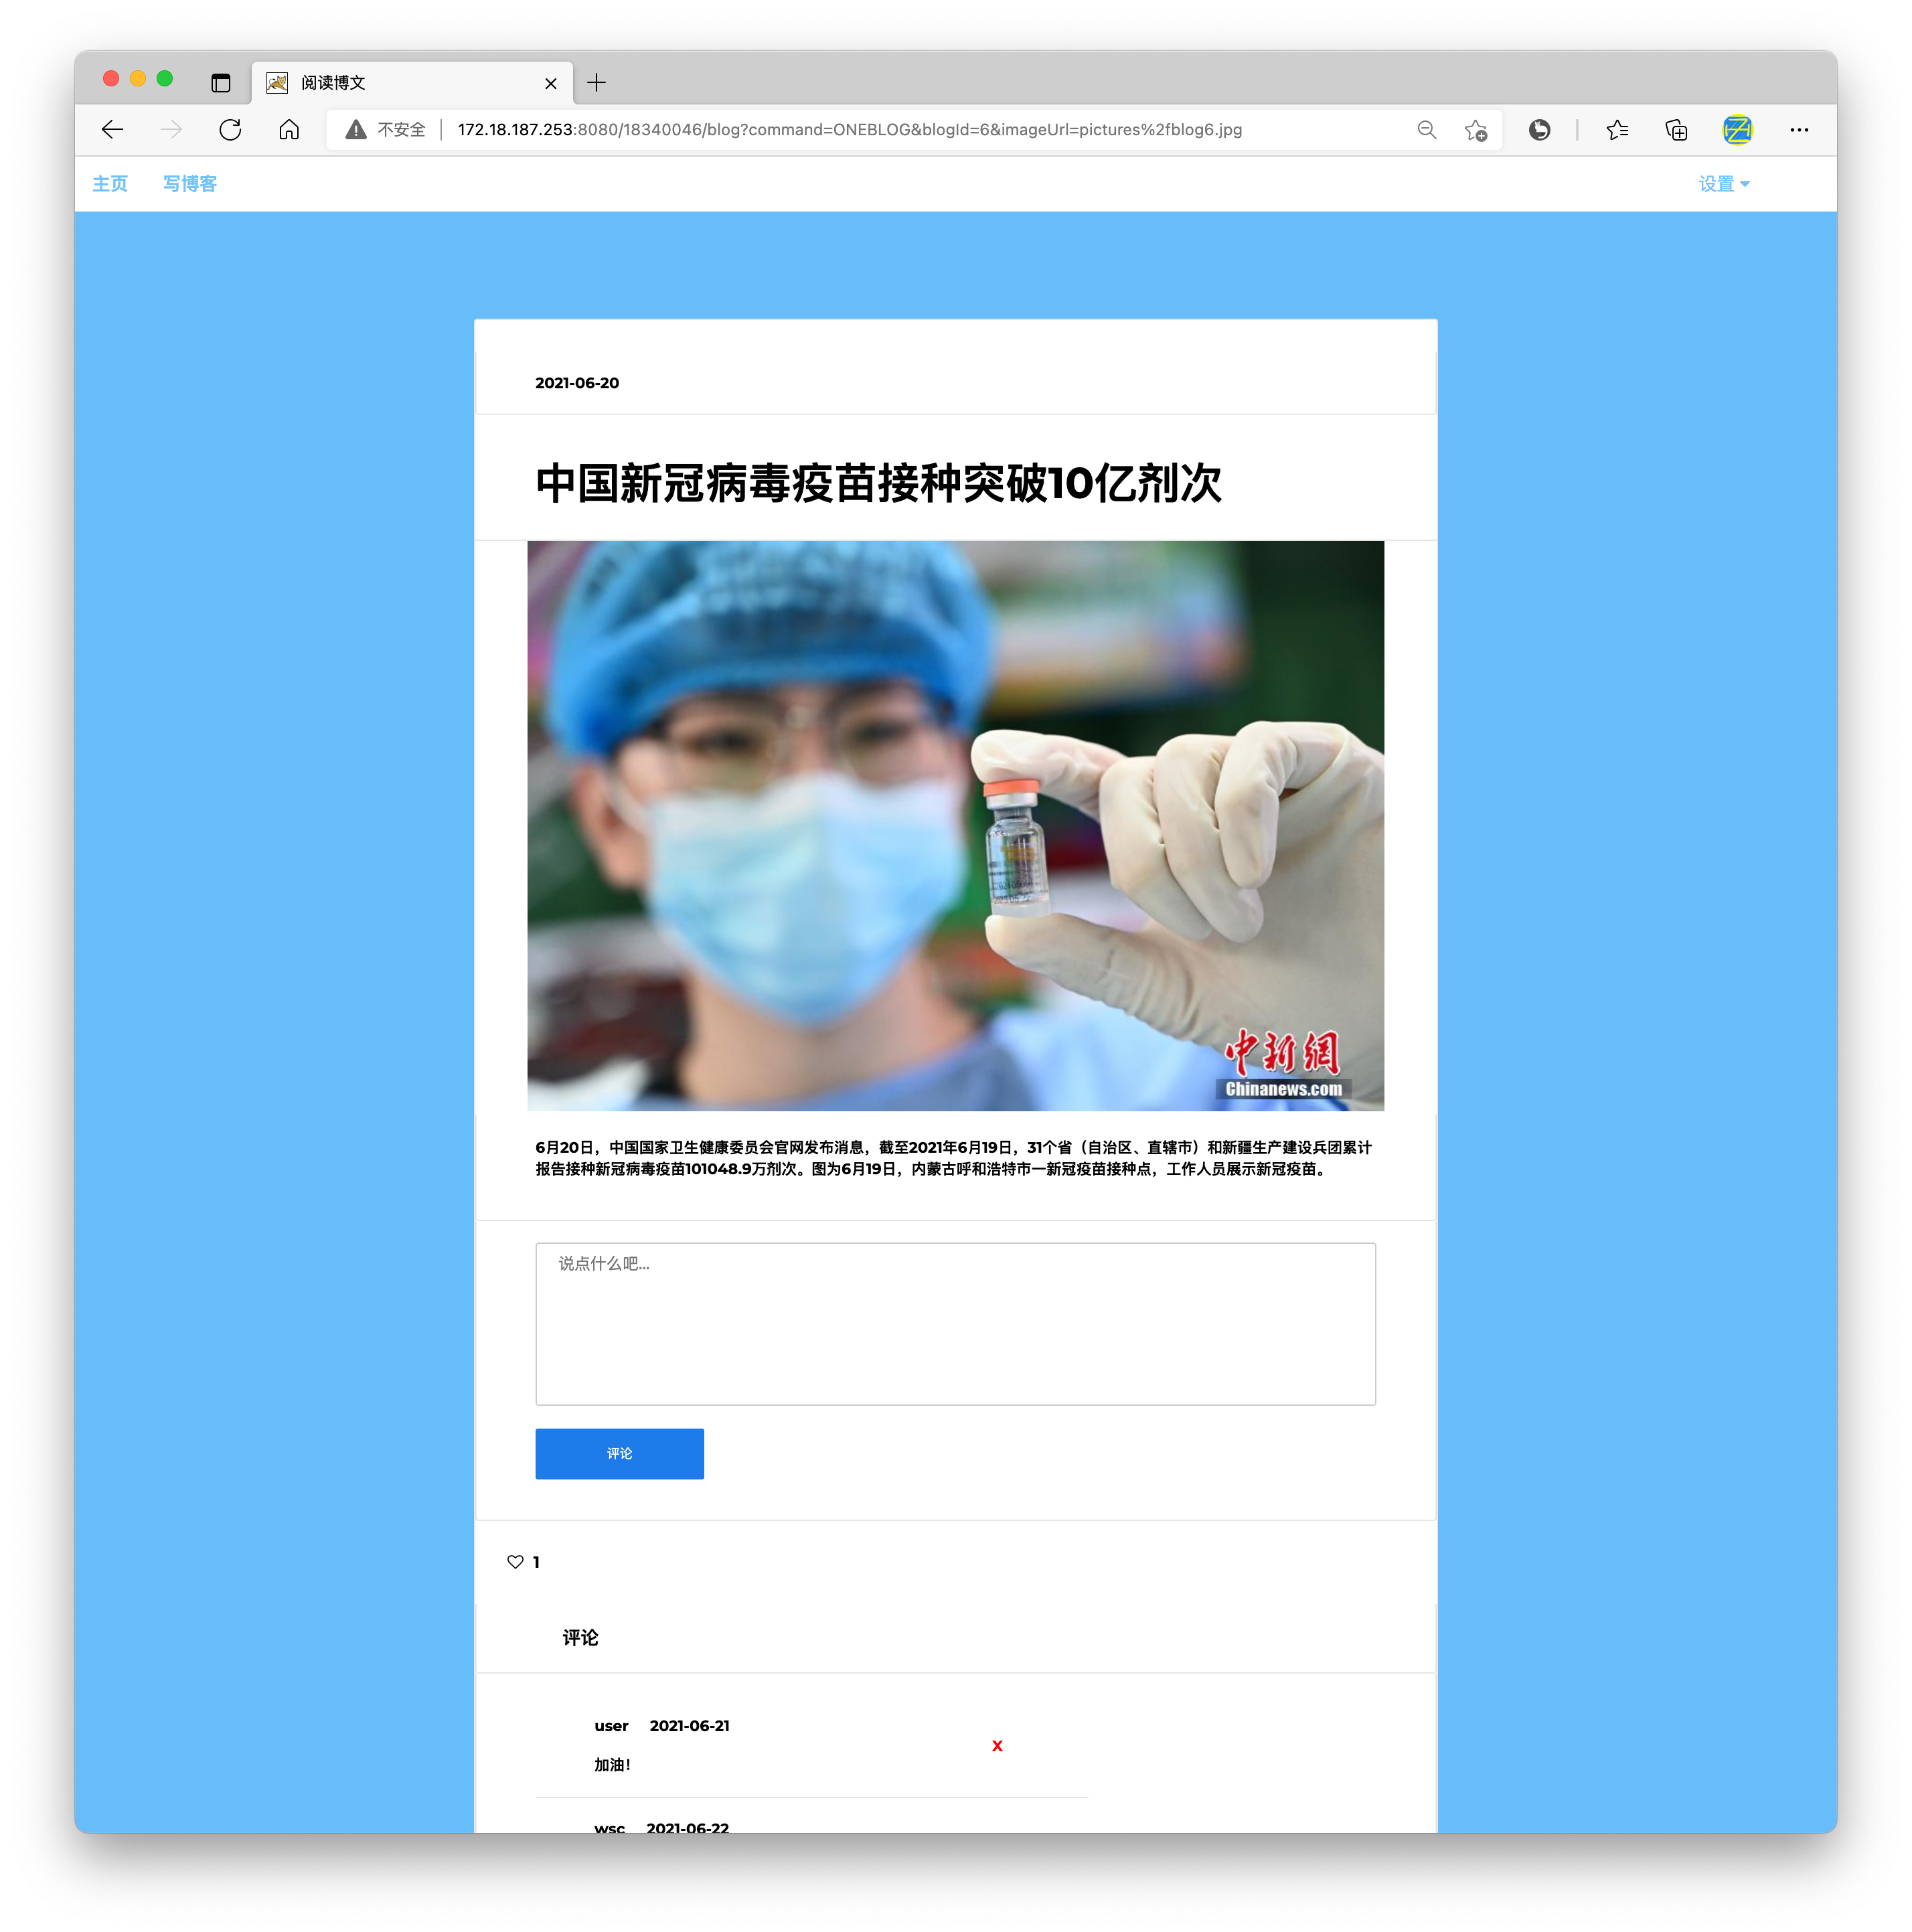 阅读博文
不安全 172.18.187.253:8080/18340046/blog?command=ONEBLOG&blogId=6&imageUrl=pictures%2fblog6.jpg
主页 写博客 设置
2021-06-20
中国新冠病毒疫苗接种突破10亿剂次
中新網
Chinanews.com
6月20日，中国国家卫生健康委员会官网发布消息，截至2021年6月19日，31个省（自治区、直辖市）和新疆生产建设兵团累计
报告接种新冠病毒疫苗101048.9万剂次。图为6月19日，内蒙古呼和浩特市一新冠疫苗接种点，工作人员展示新冠疫苗。
说点什么吧...
评论
1
评论
user 2021-06-21
x
加油！
wsc 2021-06-22